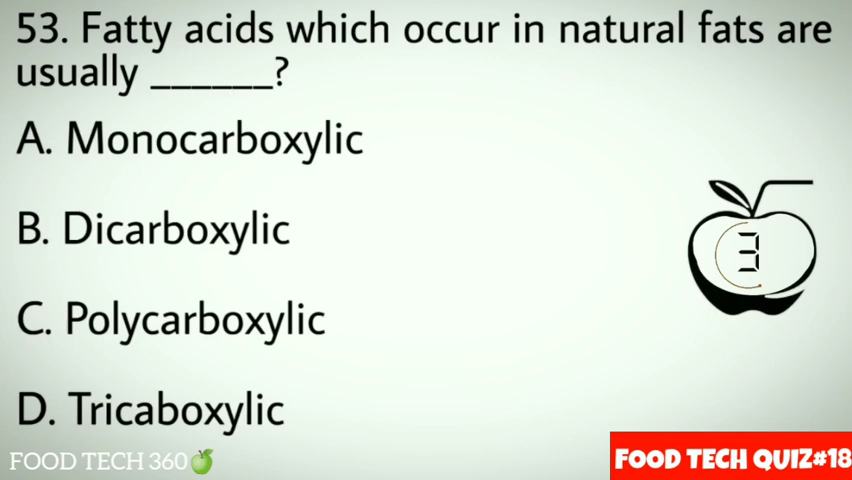 53. Fatty acids which occur in natural fats are
usually ______?
A. Monocarboxylic
B. Dicarboxylic
3
C. Polycarboxylic
D. Tricaboxylic
FOOD TECH 360
FOOD TECH QUIZ#18